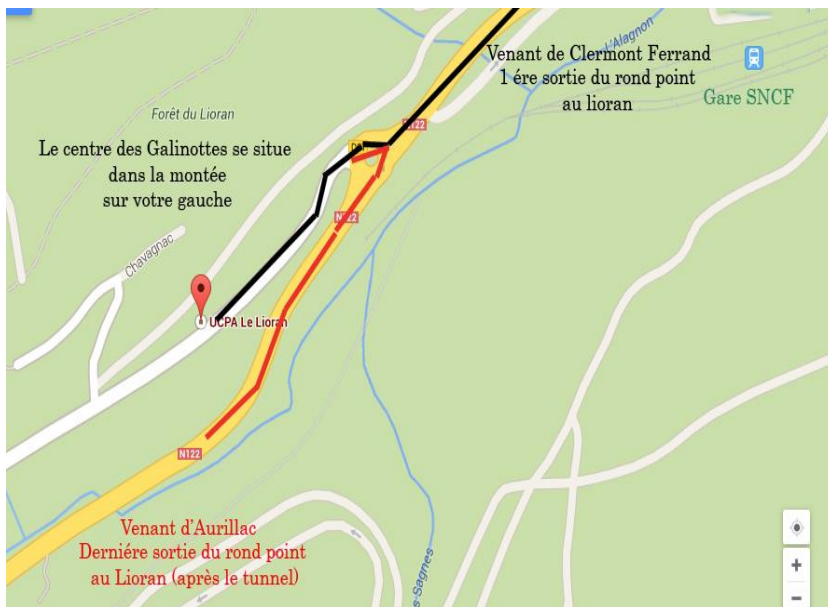 Venant de Clermont Ferrand
1 ére sortie du rond point
au lioran
L'Alagnon
Gare SNCF
Forêt du Lioran
Le centre des Galinottes se situe
dans la montée
sur votre gauche
N122
Chavagnac
UCPA Le Lioran
N122
Venant d'Aurillac
Derniére sortie du rond point
au Lioran (après le tunnel)
Sagnes
+
−